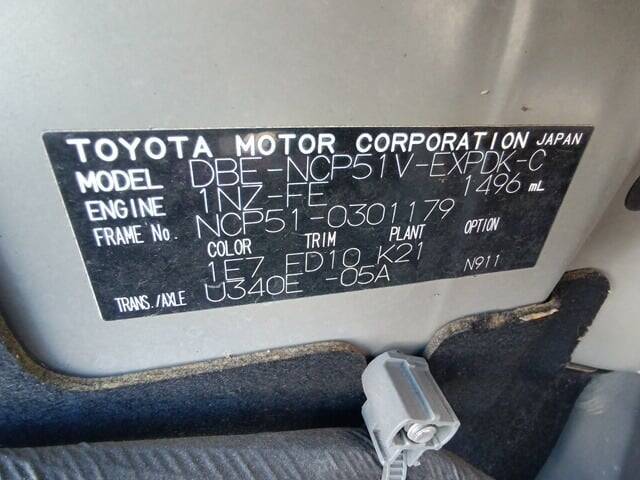 TOYOTA MOTOR CORPORATION JAPAN
MODEL DBE-NCP51V-EXPDK-C
ENGINE 1NZ-FE 1496 mL
FRAME NO. NCP51-0301179
COLOR TRIM PLANT OPTION
1E7 FD10 K21
TRANS./AXLE U340E -05A N911